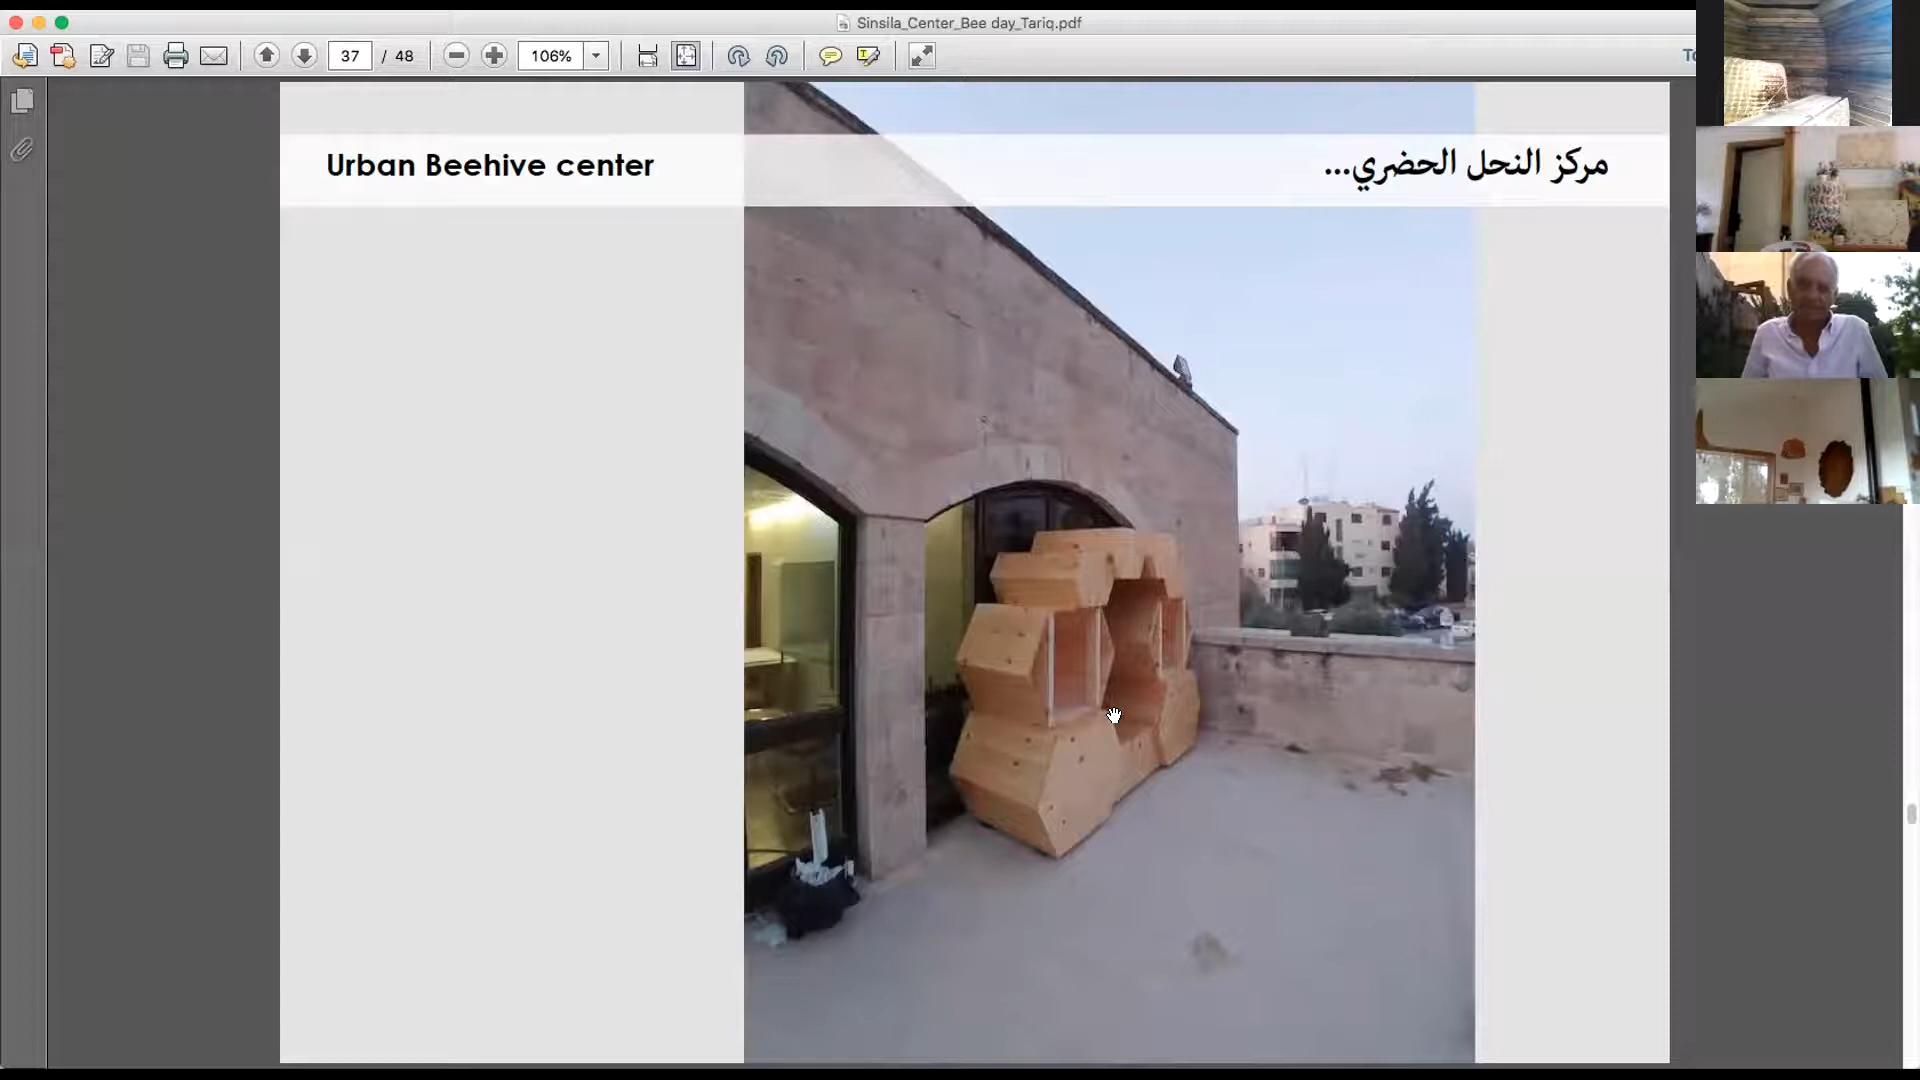 Sinsila_Center_Bee day_Tariq.pdf
37 / 48
106%
Urban Beehive center
مركز النحل الحضري...